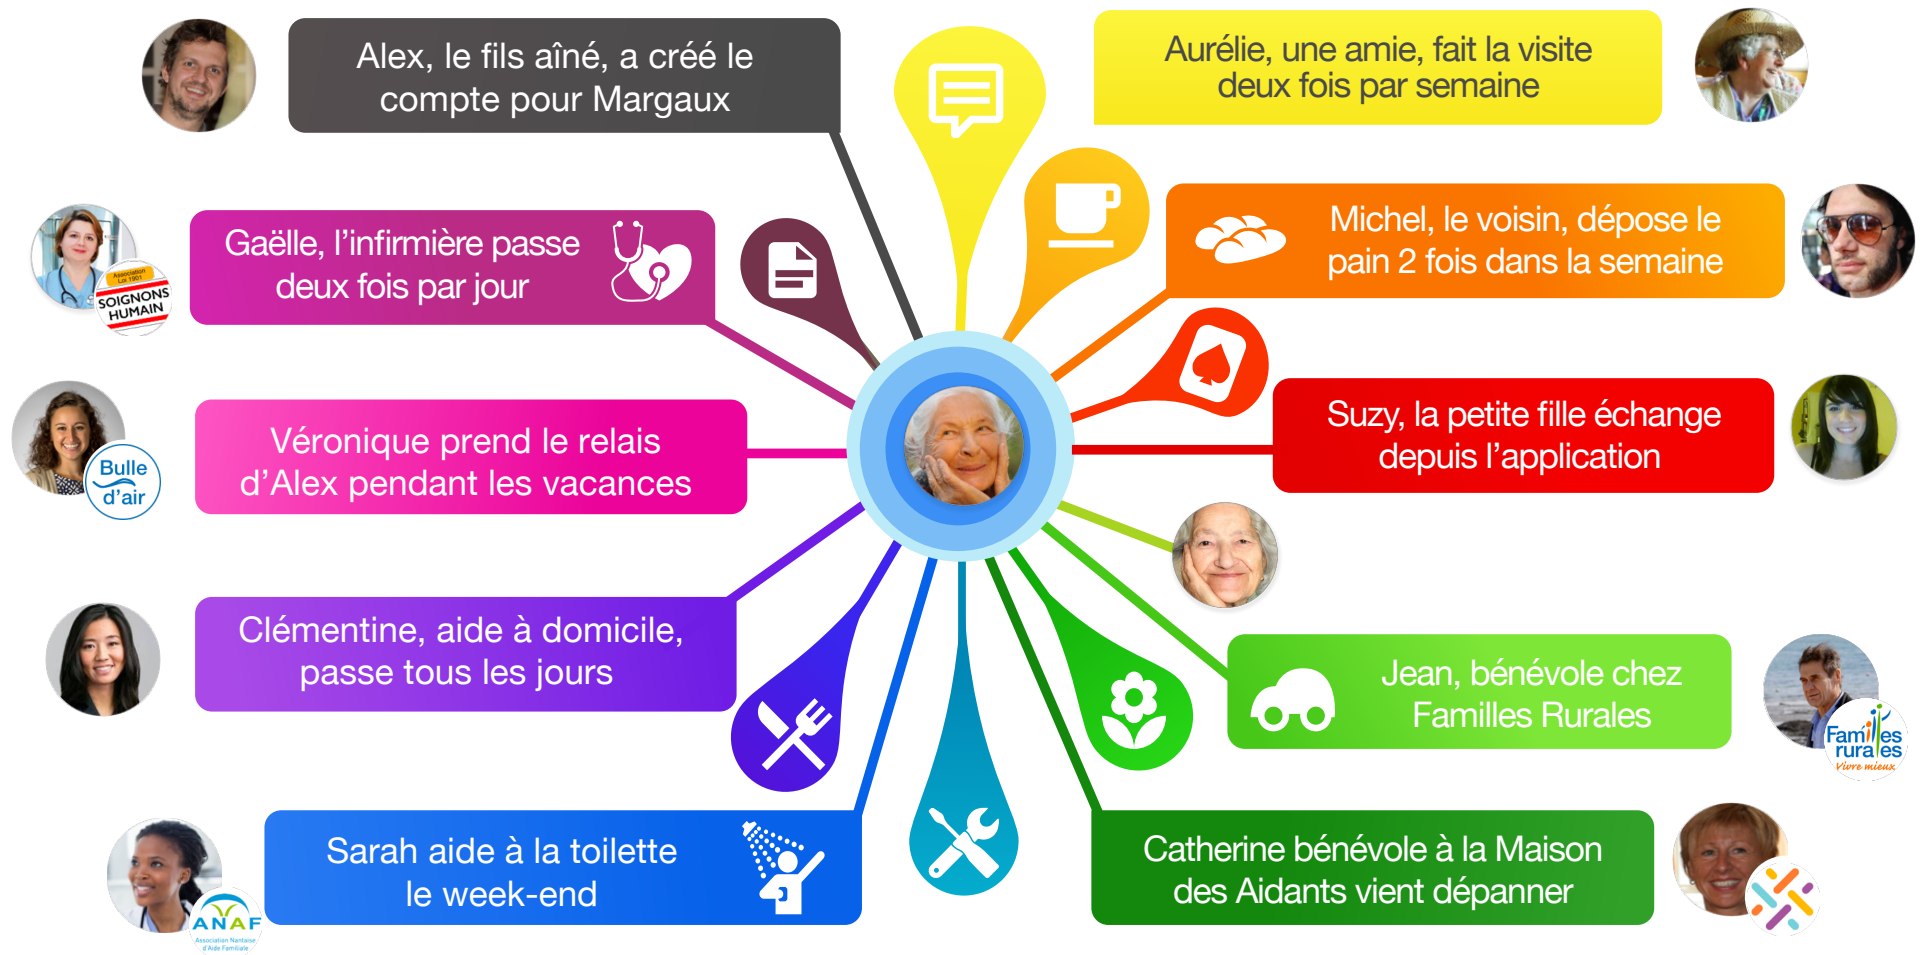 Alex, le fils aîné, a créé le
compte pour Margaux
Aurélie, une amie, fait la visite
deux fois par semaine
Gaëlle, l’infirmière passe
deux fois par jour
Association
Loi 1901
SOIGNONS
HUMAIN
Michel, le voisin, dépose le
pain 2 fois dans la semaine
Véronique prend le relais
d’Alex pendant les vacances
Bulle
d’air
Suzy, la petite fille échange
depuis l’application
Clémentine, aide à domicile,
passe tous les jours
Jean, bénévole chez
Familles Rurales
Familles
rurales
Vivre mieux
Sarah aide à la toilette
le week-end
ANAF
Association Nantaise
d’Aide Familiale
Catherine bénévole à la Maison
des Aidants vient dépanner